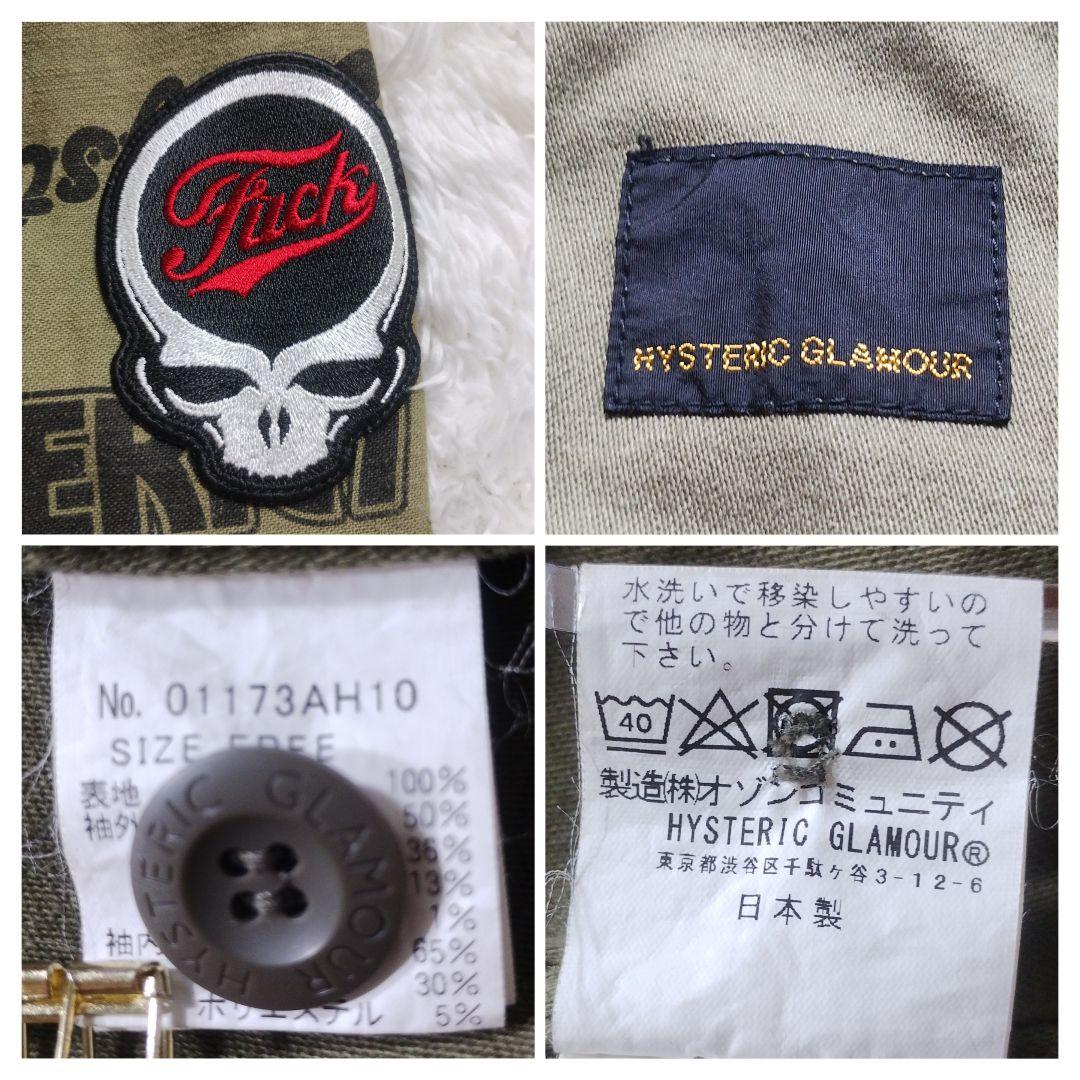 Fuck
HYSTERIC GLAMOUR
No. 01173AH10
SIZE FREE
表地 100%
袖外 50%
36%
13%
1%
袖内 65%
30%
ポリエステル 5%
HYSTERIC GLAMOUR
水洗いで移染しやすいの
で他の物と分けて洗って
下さい。
40
製造㈱オゾンコミュニティ
HYSTERIC GLAMOUR®
東京都渋谷区千駄ヶ谷3-12-6
日本製